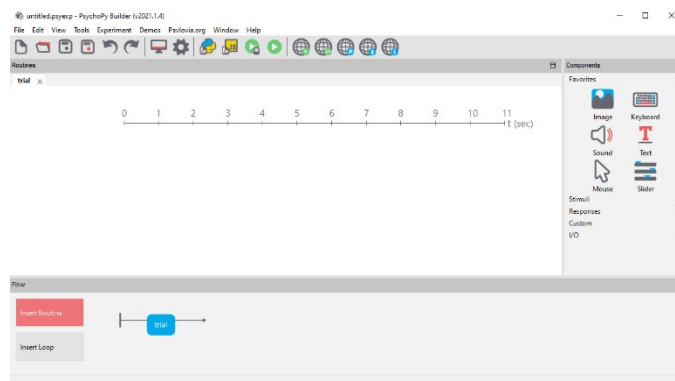 untitled.psyexp - PsychoPy Builder (v2021.1.4)
File Edit View Tools Experiment Demos Pavlovia.org Window Help
Routines
trial
0 1 2 3 4 5 6 7 8 9 10 11
t (sec)
Components
Favorites
Image Keyboard
Sound Text
Mouse Slider
Stimuli
Responses
Custom
I/O
Flow
Insert Routine
trial
Insert Loop